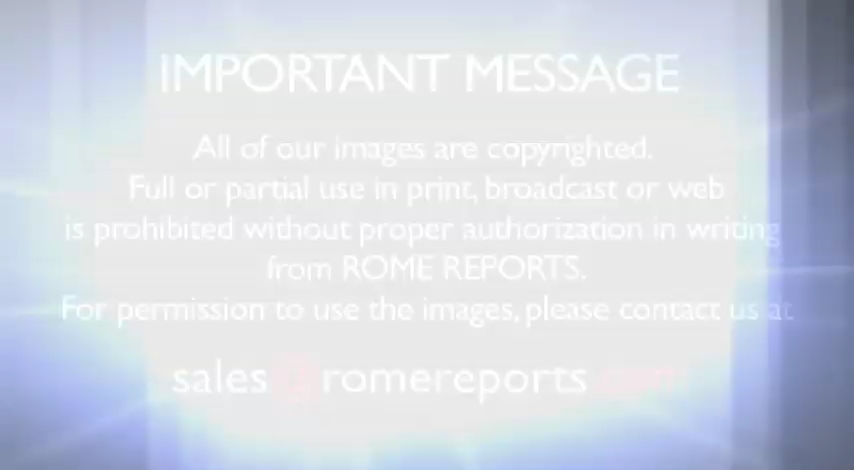 IMPORTANT MESSAGE
All of our images are copyrighted.
Full or partial use in print, broadcast or web
is prohibited without proper authorization in writing
from ROME REPORTS.
For permission to use the images, please contact us at
sales@romereports.com